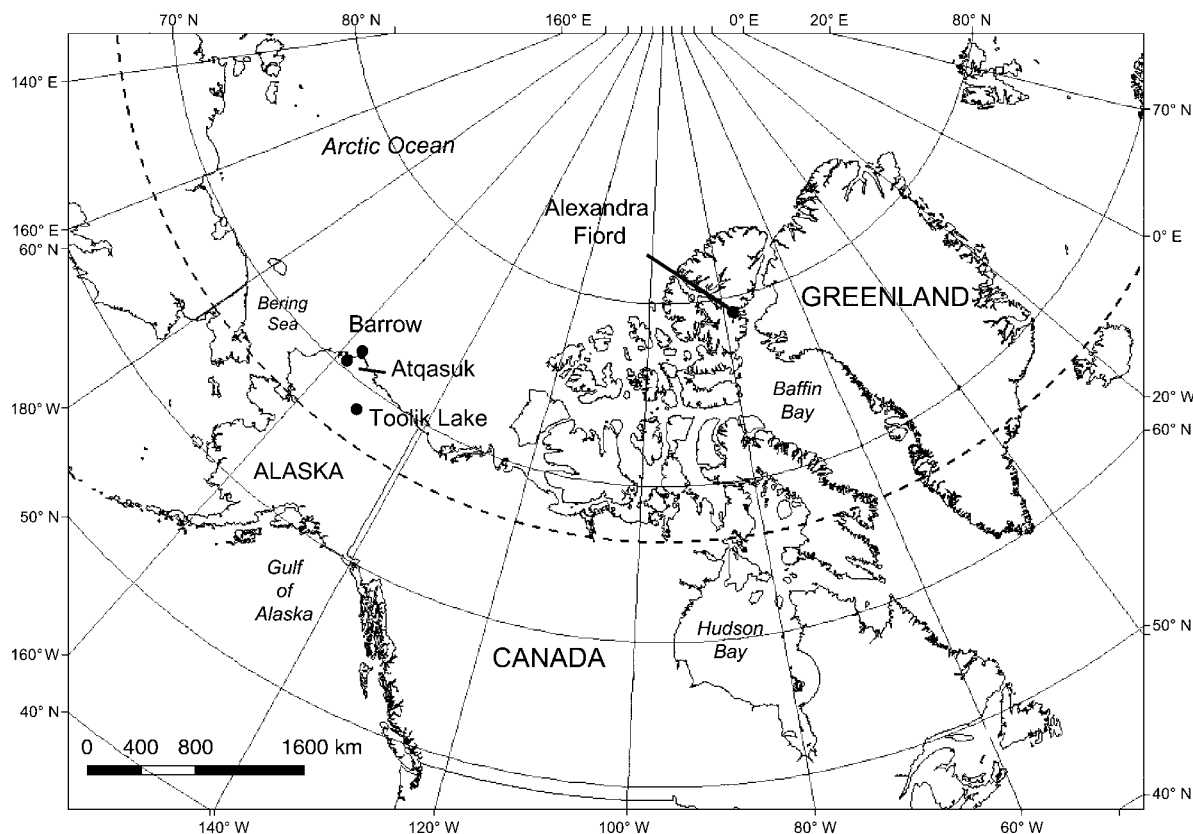 70° N
80° N
160° E
0° E
20° E
80° N
140° E
70° N
Arctic Ocean
Alexandra
Fiord
160° E
60° N
0° E
GREENLAND
Bering
Sea
Barrow
Atqasuk
Baffin
Bay
20° W
180° W
Toolik Lake
60° N
ALASKA
50° N
Gulf
of
Alaska
Hudson
Bay
50° N
CANADA
160° W
40° N
0 400 800 1600 km
40° N
140° W
120° W
100° W
80° W
60° W